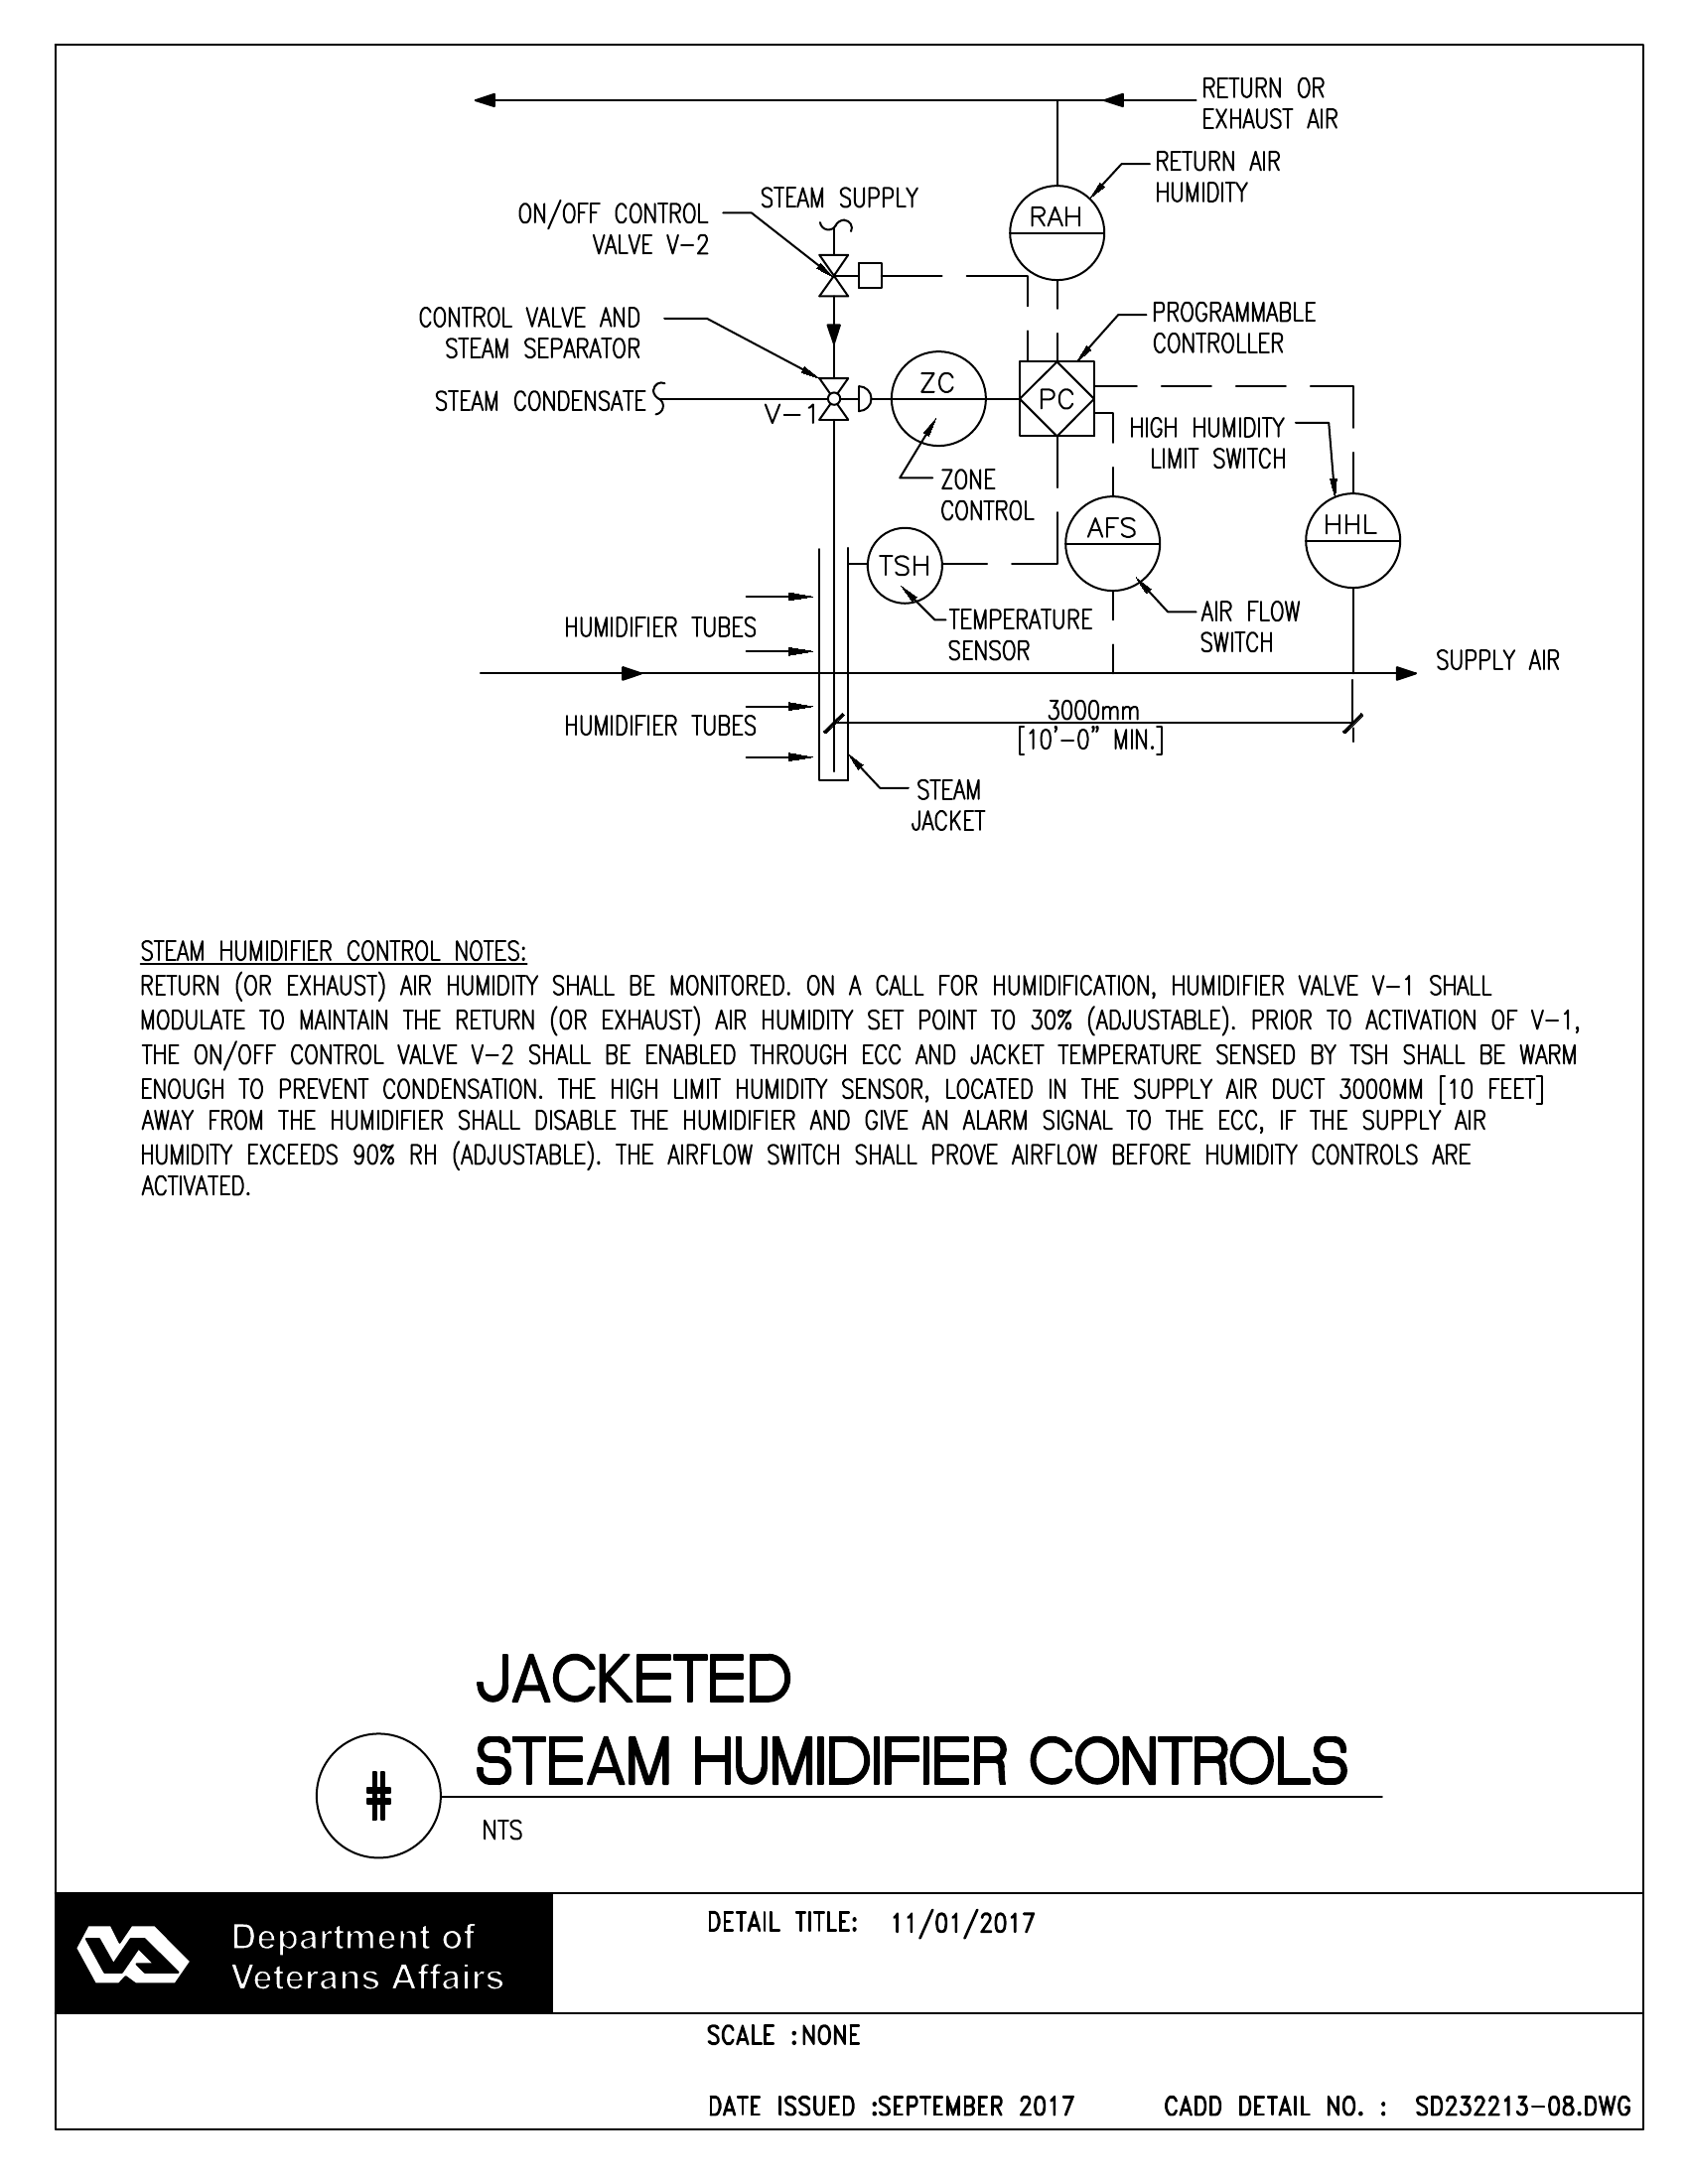 RETURN OR
EXHAUST AIR
RETURN AIR
HUMIDITY
STEAM SUPPLY
ON/OFF CONTROL
VALVE V-2
RAH
CONTROL VALVE AND
STEAM SEPARATOR
PROGRAMMABLE
CONTROLLER
STEAM CONDENSATE
V-1
ZC
PC
HIGH HUMIDITY
LIMIT SWITCH
ZONE
CONTROL
AFS
HHL
TSH
HUMIDIFIER TUBES
TEMPERATURE
SENSOR
AIR FLOW
SWITCH
SUPPLY AIR
HUMIDIFIER TUBES
3000mm
[10'-0" MIN.]
STEAM
JACKET
STEAM HUMIDIFIER CONTROL NOTES:
RETURN (OR EXHAUST) AIR HUMIDITY SHALL BE MONITORED. ON A CALL FOR HUMIDIFICATION, HUMIDIFIER VALVE V-1 SHALL
MODULATE TO MAINTAIN THE RETURN (OR EXHAUST) AIR HUMIDITY SET POINT TO 30% (ADJUSTABLE). PRIOR TO ACTIVATION OF V-1,
THE ON/OFF CONTROL VALVE V-2 SHALL BE ENABLED THROUGH ECC AND JACKET TEMPERATURE SENSED BY TSH SHALL BE WARM
ENOUGH TO PREVENT CONDENSATION. THE HIGH LIMIT HUMIDITY SENSOR, LOCATED IN THE SUPPLY AIR DUCT 3000MM [10 FEET]
AWAY FROM THE HUMIDIFIER SHALL DISABLE THE HUMIDIFIER AND GIVE AN ALARM SIGNAL TO THE ECC, IF THE SUPPLY AIR
HUMIDITY EXCEEDS 90% RH (ADJUSTABLE). THE AIRFLOW SWITCH SHALL PROVE AIRFLOW BEFORE HUMIDITY CONTROLS ARE
ACTIVATED.
JACKETED
STEAM HUMIDIFIER CONTROLS
#
NTS
Department of
Veterans Affairs
DETAIL TITLE: 11/01/2017
SCALE :NONE
DATE ISSUED :SEPTEMBER 2017 CADD DETAIL NO. : SD232213-08.DWG